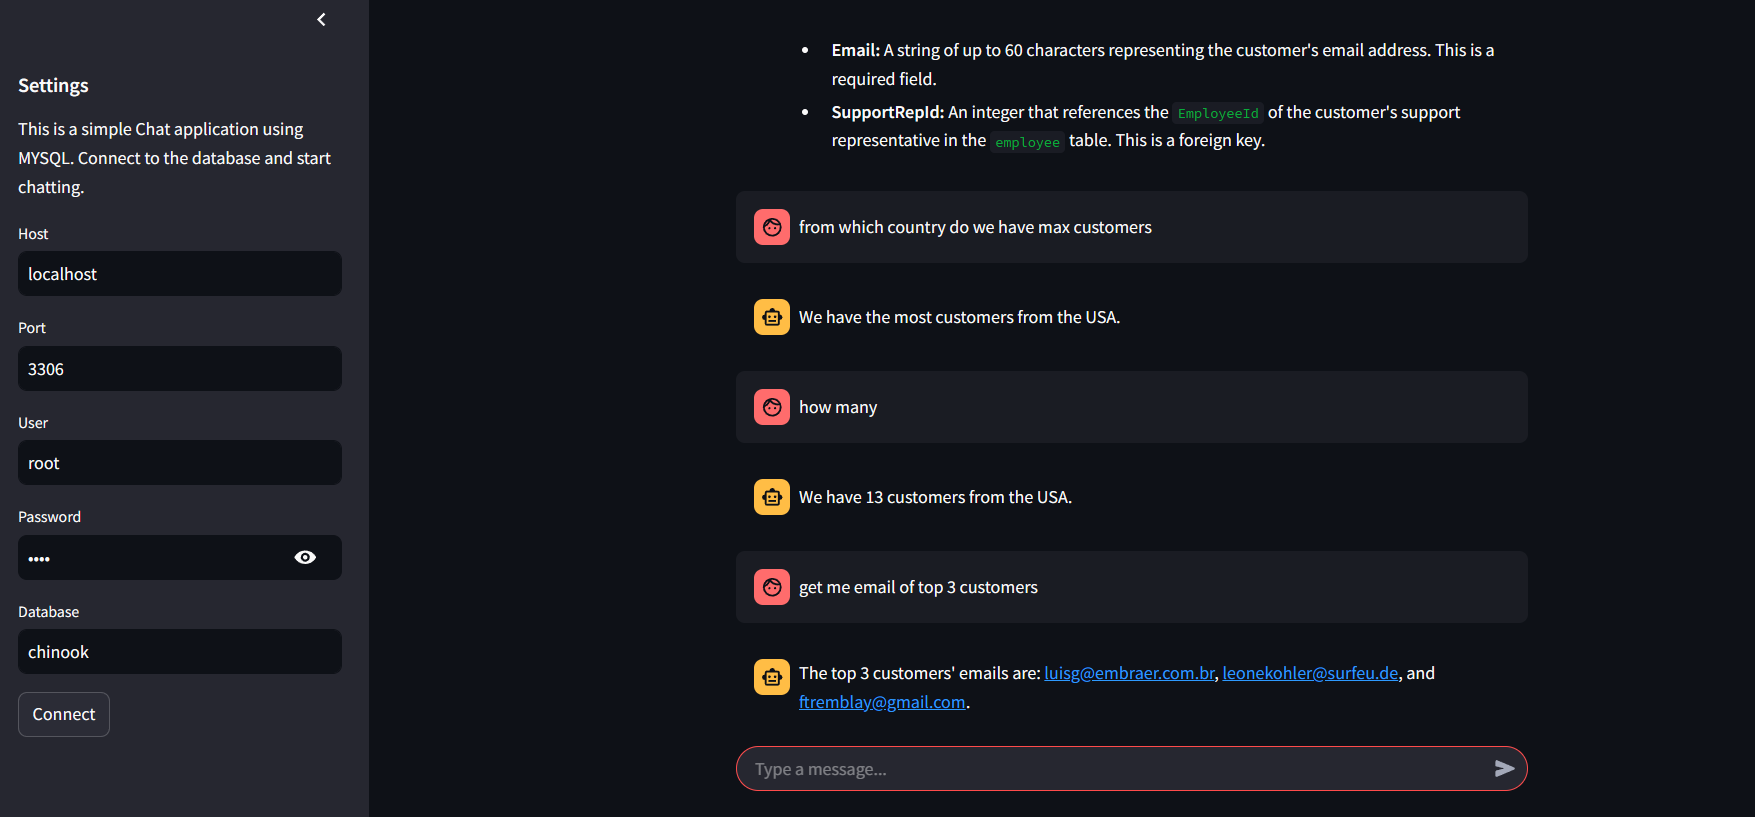 Settings
This is a simple Chat application using
MYSQL. Connect to the database and start
chatting.
Host
localhost
Port
3306
User
root
Password
••••
Database
chinook
Connect
• Email: A string of up to 60 characters representing the customer's email address. This is a
required field.
• SupportRepId: An integer that references the EmployeeId of the customer's support
representative in the employee table. This is a foreign key.
from which country do we have max customers
We have the most customers from the USA.
how many
We have 13 customers from the USA.
get me email of top 3 customers
The top 3 customers' emails are: luisg@embraer.com.br, leonekohler@surfeu.de, and
ftremblay@gmail.com.
Type a message...